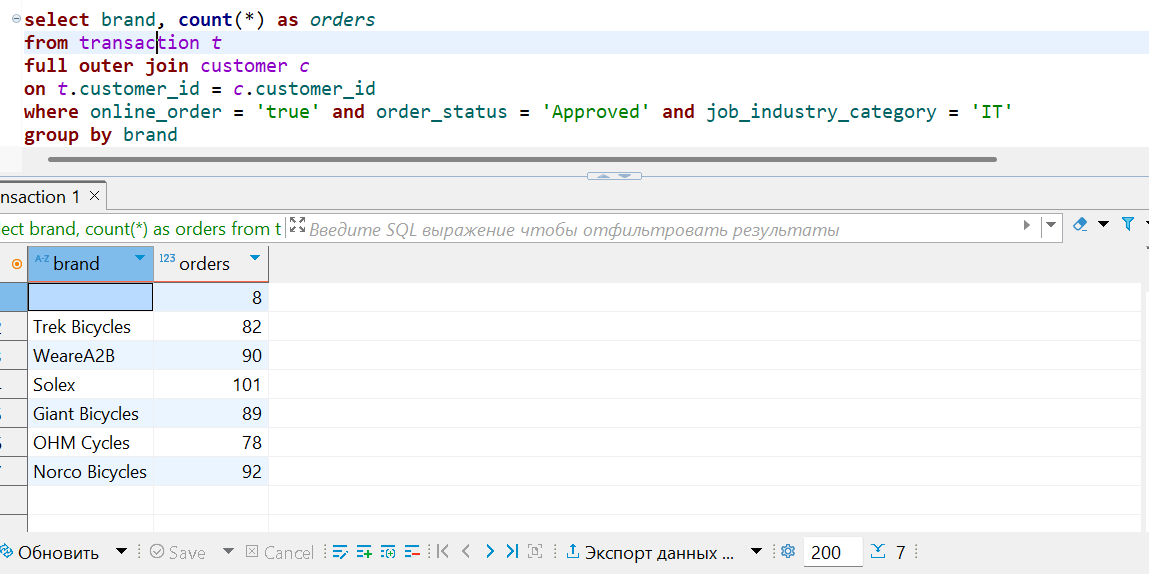 select brand, count(*) as orders
from transaction t
full outer join customer c
on t.customer_id = c.customer_id
where online_order = 'true' and order_status = 'Approved' and job_industry_category = 'IT'
group by brand
nsaction 1
ect brand, count(*) as orders from t Введите SQL выражение чтобы отфильтровать результаты
A-Z brand 123 orders
8
Trek Bicycles 82
WeareA2B 90
Solex 101
Giant Bicycles 89
OHM Cycles 78
Norco Bicycles 92
Обновить Save Cancel Экспорт данных ... 200 7